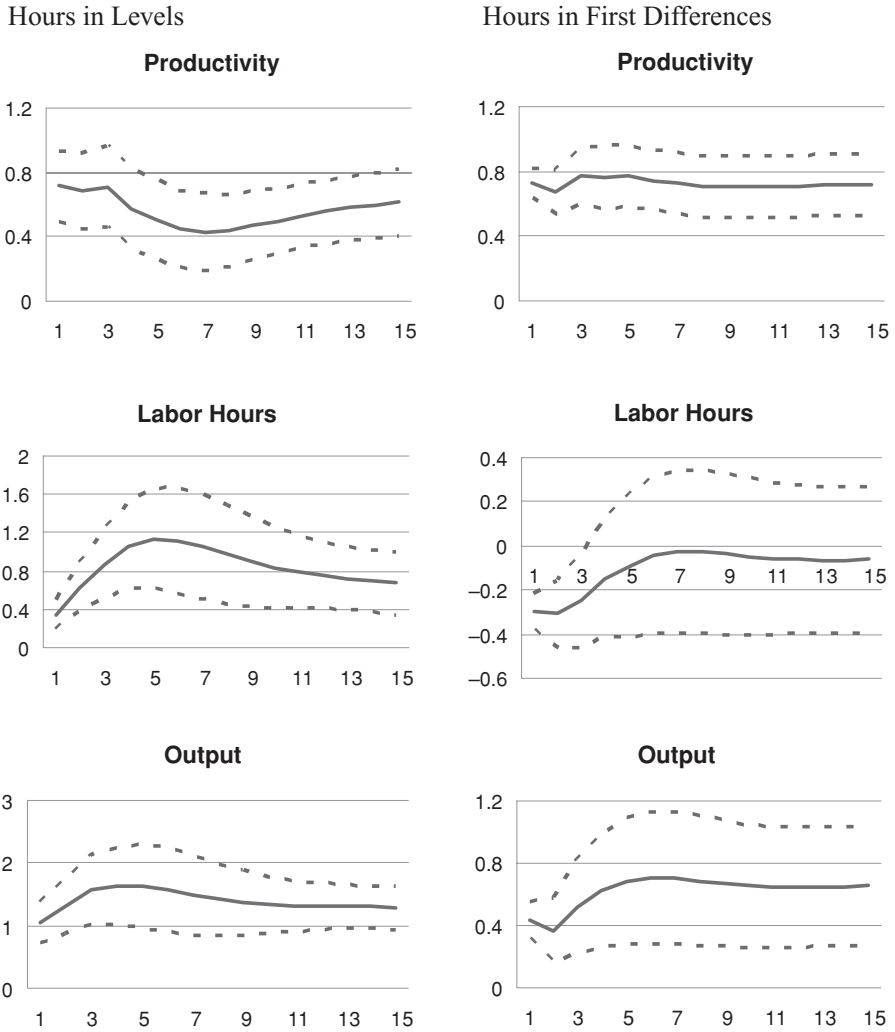 Hours in Levels
Hours in First Differences
Productivity
1.2
0.8
0.4
0
1 3 5 7 9 11 13 15
Productivity
1.2
0.8
0.4
0
1 3 5 7 9 11 13 15
Labor Hours
2
1.6
1.2
0.8
0.4
0
1 3 5 7 9 11 13 15
Labor Hours
0.4
0.2
0
1 3 5 7 9 11 13 15
–0.2
–0.4
–0.6
Output
3
2
1
0
1 3 5 7 9 11 13 15
Output
1.2
0.8
0.4
0
1 3 5 7 9 11 13 15